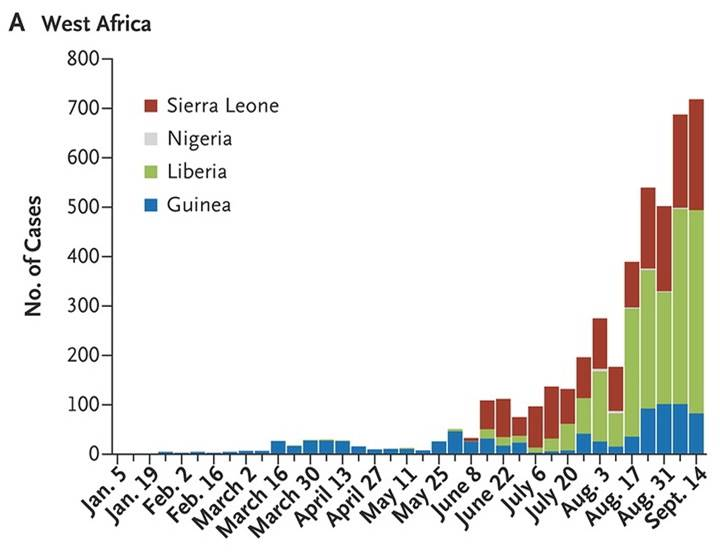 A West Africa
800
700
600
500
400
300
200
100
0
No. of Cases
Sierra Leone
Nigeria
Liberia
Guinea
Jan. 5
Jan. 19
Feb. 2
Feb. 16
March 2
March 16
March 30
April 13
April 27
May 11
May 25
June 8
June 22
July 6
July 20
Aug. 3
Aug. 17
Aug. 31
Sept. 14